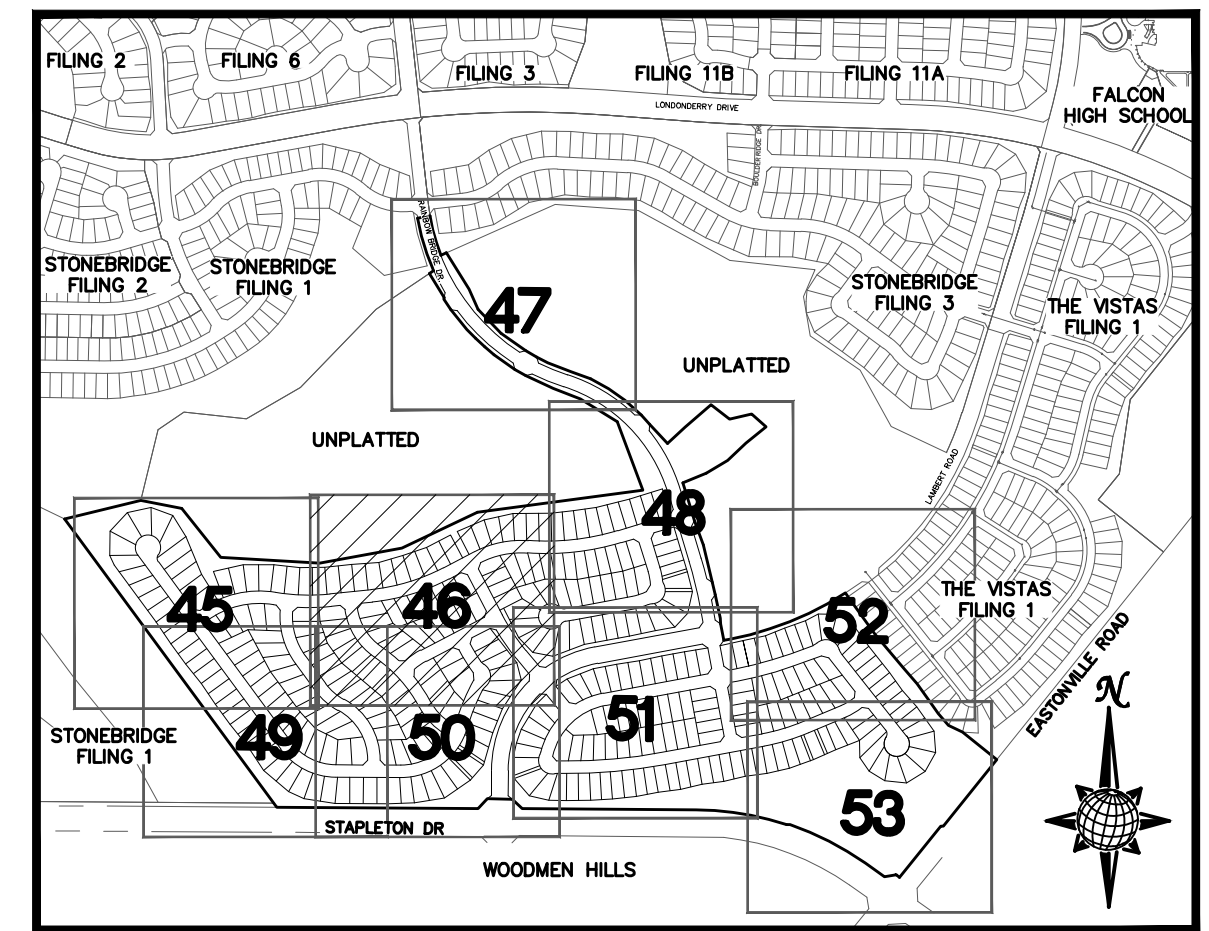 FILING 2
FILING 6
FILING 3
FILING 11B
FILING 11A
FALCON
HIGH SCHOOL
LONDONDERRY DRIVE
BOULDER RIDGE DR
RAINBOW BRIDGE DR.
STONEBRIDGE
FILING 2
STONEBRIDGE
FILING 1
STONEBRIDGE
FILING 3
THE VISTAS
FILING 1
47
UNPLATTED
UNPLATTED
LAMBERT ROAD
48
45
46
52
THE VISTAS
FILING 1
EASTONVILLE ROAD
N
STONEBRIDGE
FILING 1
49
50
51
53
STAPLETON DR
WOODMEN HILLS